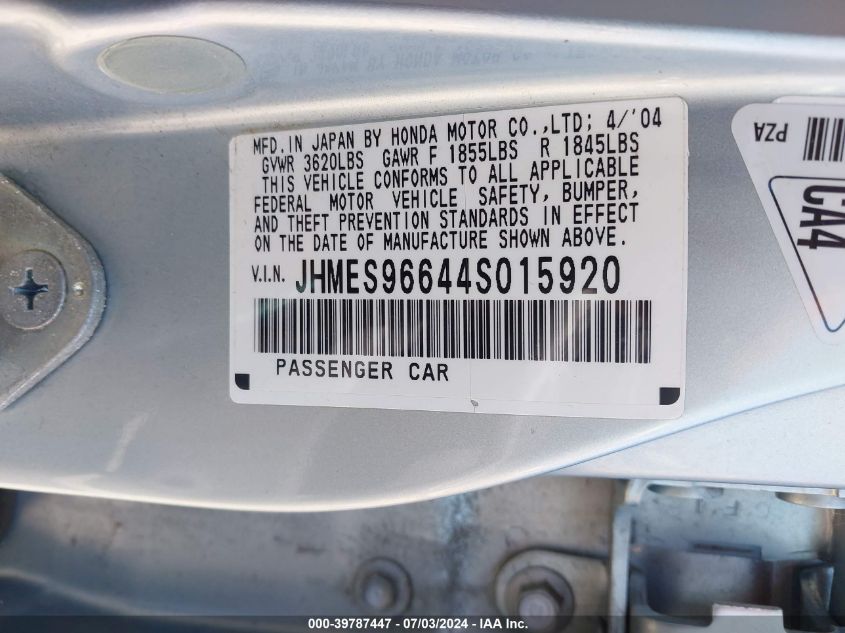 MFD.IN JAPAN BY HONDA MOTOR CO.,LTD; 4/'04
GVWR 3620LBS GAWR F 1855LBS R 1845LBS
THIS VEHICLE CONFORMS TO ALL APPLICABLE
FEDERAL MOTOR VEHICLE SAFETY, BUMPER,
AND THEFT PREVENTION STANDARDS IN EFFECT
ON THE DATE OF MANUFACTURE SHOWN ABOVE.
V.I.N. JHMES96644S015920
PASSENGER CAR
PZA
CA4
000-39787447 - 07/03/2024 - IAA Inc.